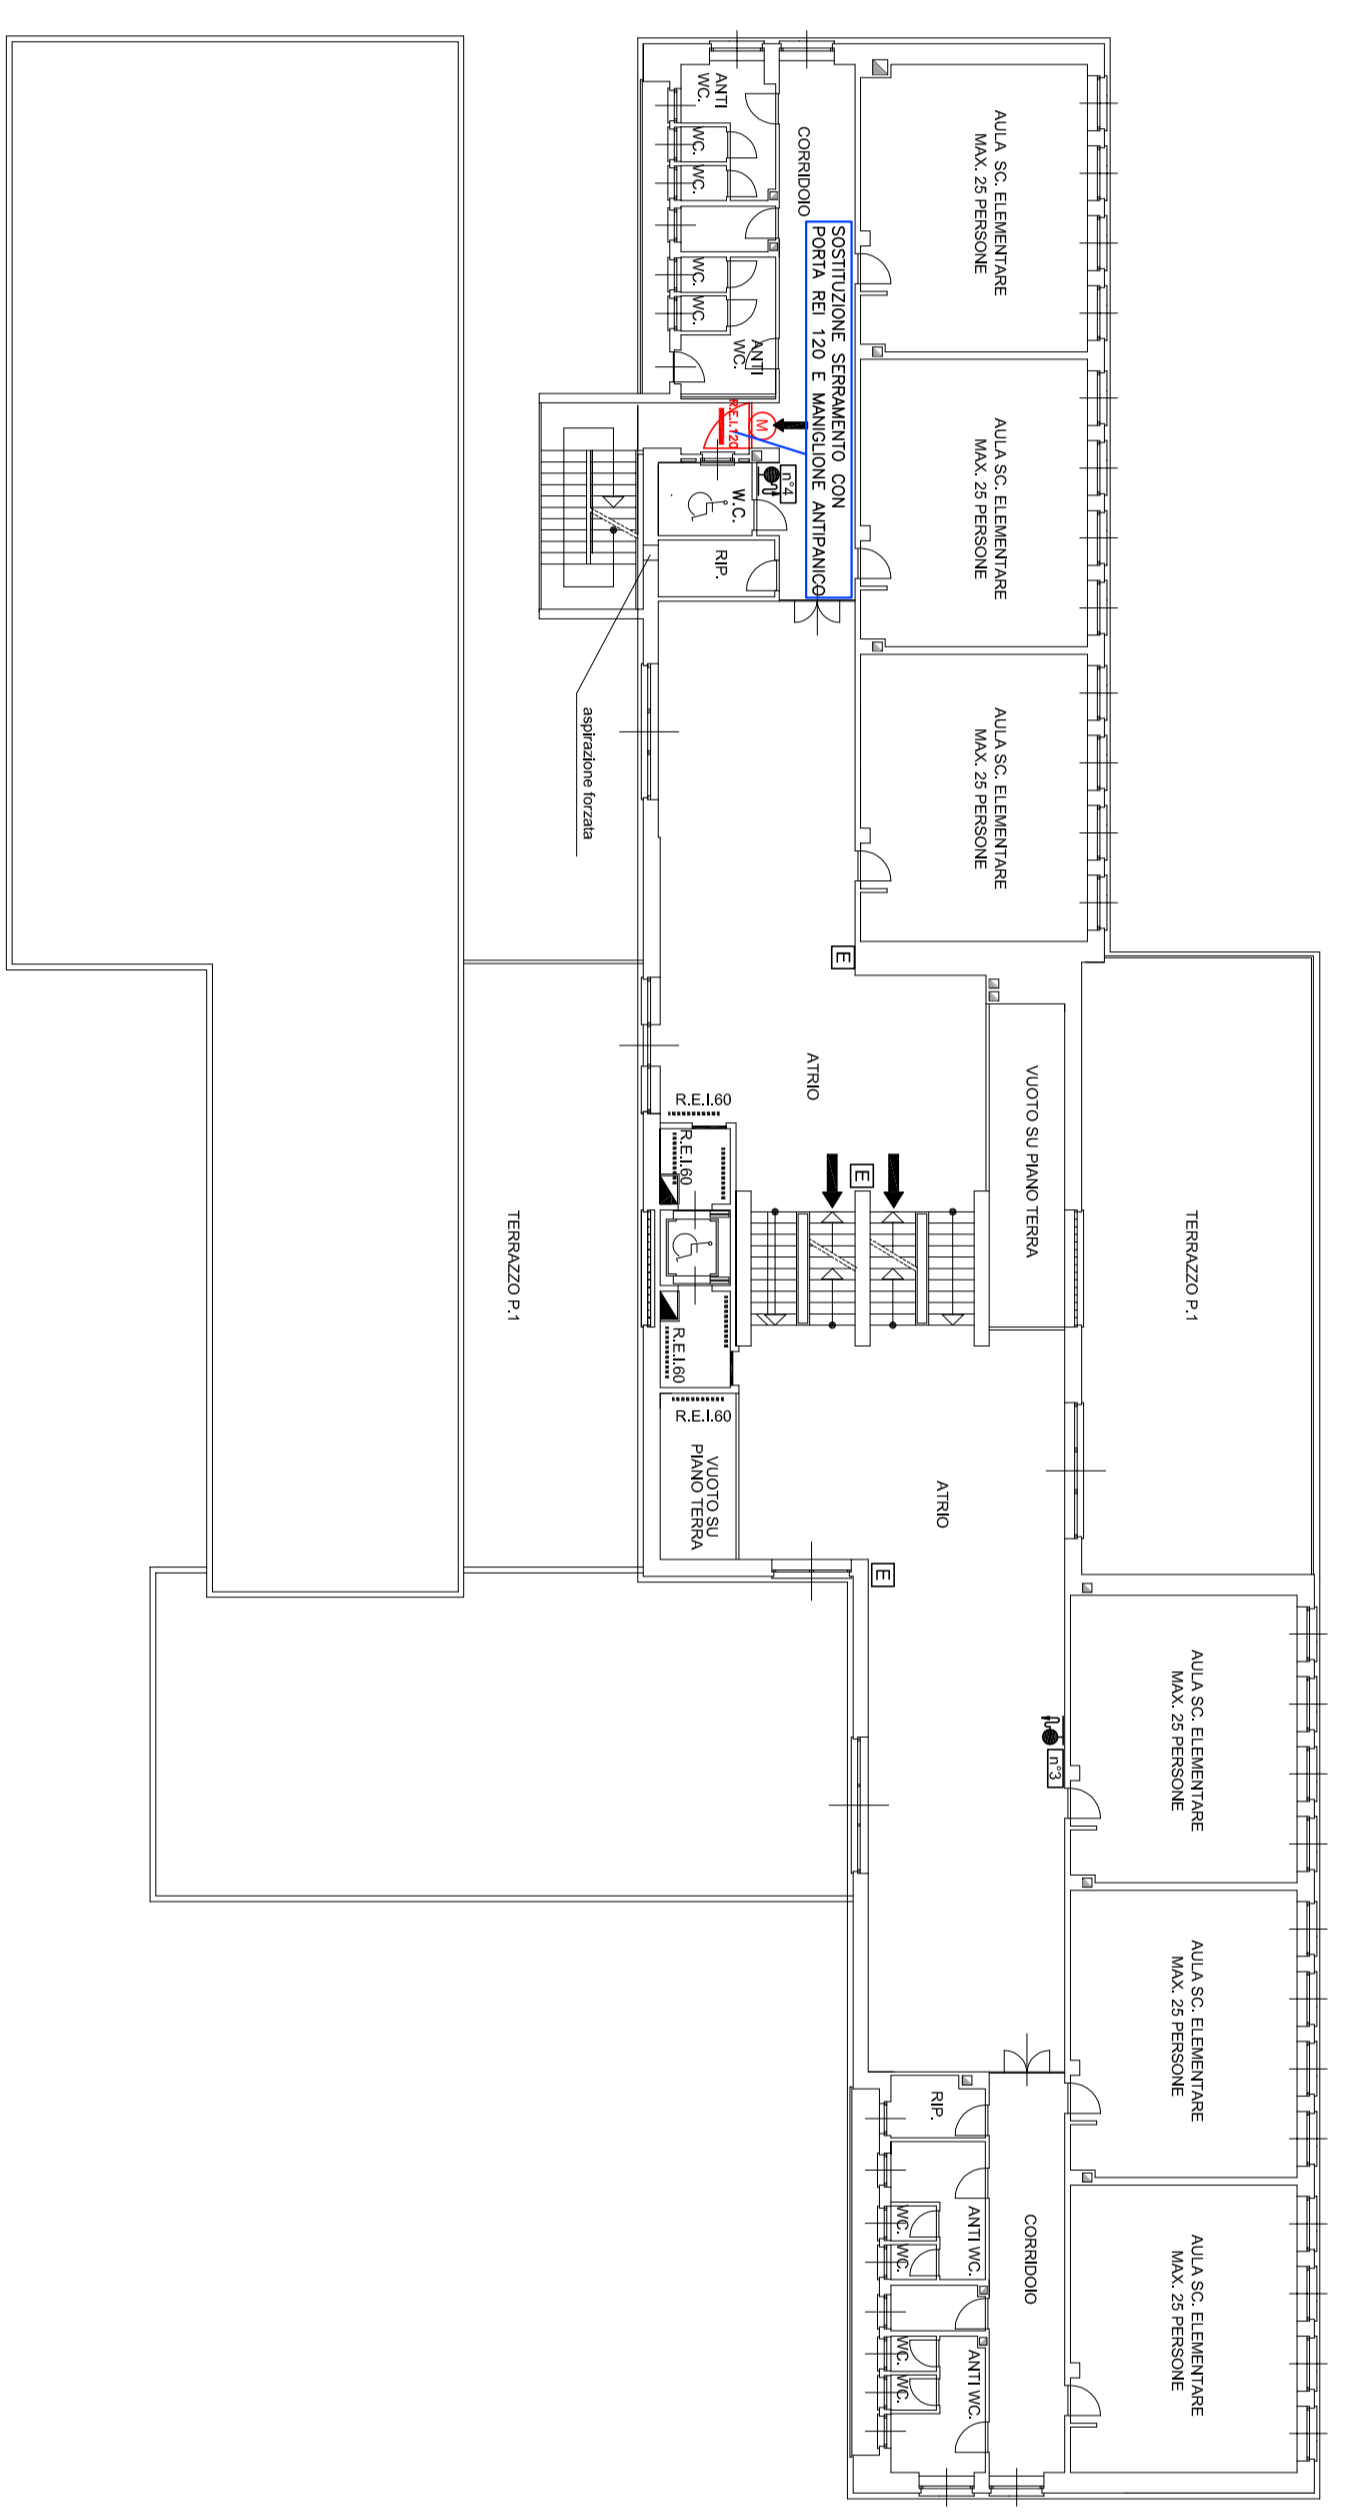 AULA SC. ELEMENTARE
MAX. 25 PERSONE
AULA SC. ELEMENTARE
MAX. 25 PERSONE
AULA SC. ELEMENTARE
MAX. 25 PERSONE
ANTI
WC.
WC.
WC.
WC.
WC.
ANTI
WC.
CORRIDOIO
SOSTITUZIONE SERRAMENTO CON
PORTA REI 120 E MANIGLIONE ANTIPANICO
M
R.E.I.120
n°4
W.C.
RIP.
aspirazione forzata
E
ATRIO
VUOTO SU PIANO TERRA
TERRAZZO P.1
R.E.I.60
R.E.I.60
E
TERRAZZO P.1
R.E.I.60
R.E.I.60
VUOTO SU
PIANO TERRA
ATRIO
E
n°3
AULA SC. ELEMENTARE
MAX. 25 PERSONE
AULA SC. ELEMENTARE
MAX. 25 PERSONE
AULA SC. ELEMENTARE
MAX. 25 PERSONE
RIP.
ANTI WC.
WC.
WC.
CORRIDOIO
ANTI WC.
WC.
WC.